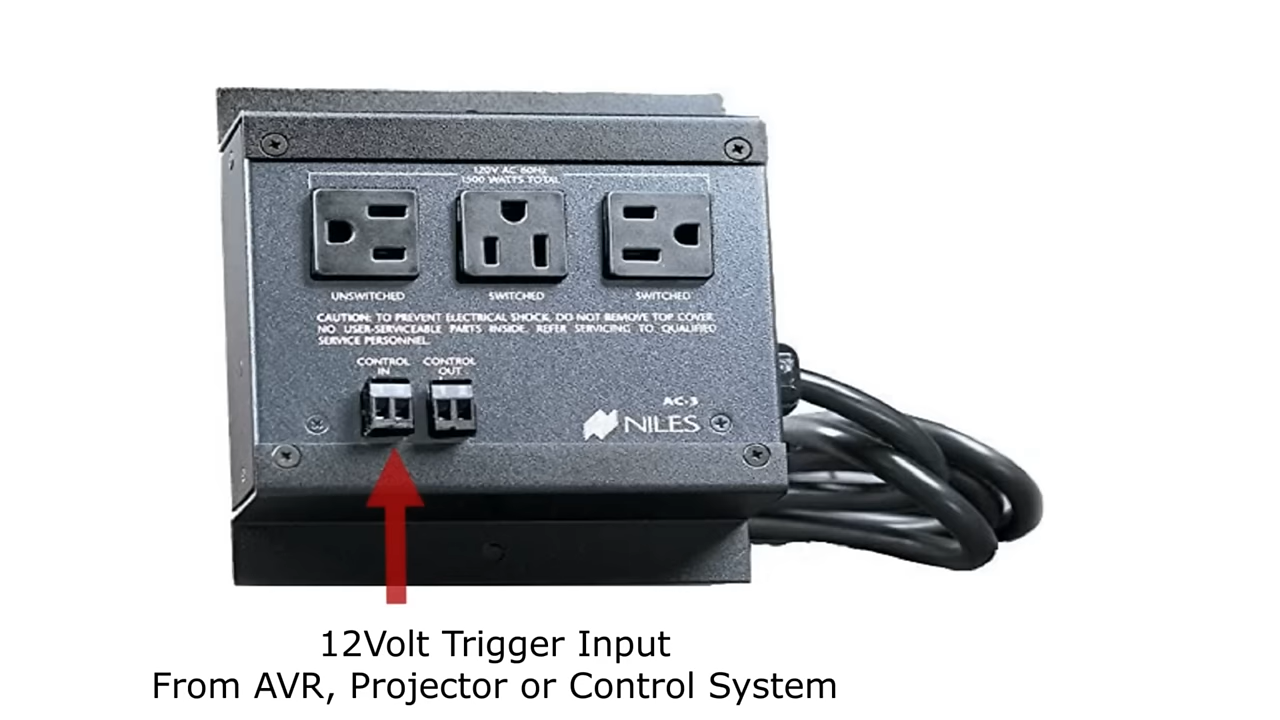 120V AC 60Hz
1500 WATTS TOTAL
UNSWITCHED SWITCHED SWITCHED
CAUTION: TO PREVENT ELECTRICAL SHOCK, DO NOT REMOVE TOP COVER.
NO USER-SERVICEABLE PARTS INSIDE. REFER SERVICING TO QUALIFIED
SERVICE PERSONNEL.
CONTROL IN
CONTROL OUT
AC-3
NILES
12Volt Trigger Input
From AVR, Projector or Control System